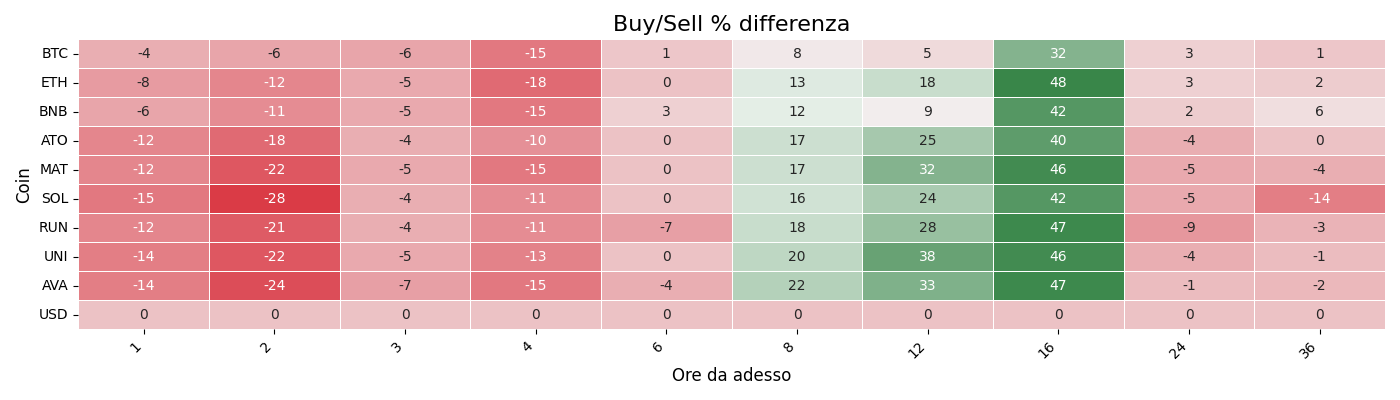 Buy/Sell % differenza
Coin
BTC -4 -6 -6 -15 1 8 5 32 3 1
ETH -8 -12 -5 -18 0 13 18 48 3 2
BNB -6 -11 -5 -15 3 12 9 42 2 6
ATO -12 -18 -4 -10 0 17 25 40 -4 0
MAT -12 -22 -5 -15 0 17 32 46 -5 -4
SOL -15 -28 -4 -11 0 16 24 42 -5 -14
RUN -12 -21 -4 -11 -7 18 28 47 -9 -3
UNI -14 -22 -5 -13 0 20 38 46 -4 -1
AVA -14 -24 -7 -15 -4 22 33 47 -1 -2
USD 0 0 0 0 0 0 0 0 0 0
1 2 3 4 6 8 12 16 24 36
Ore da adesso